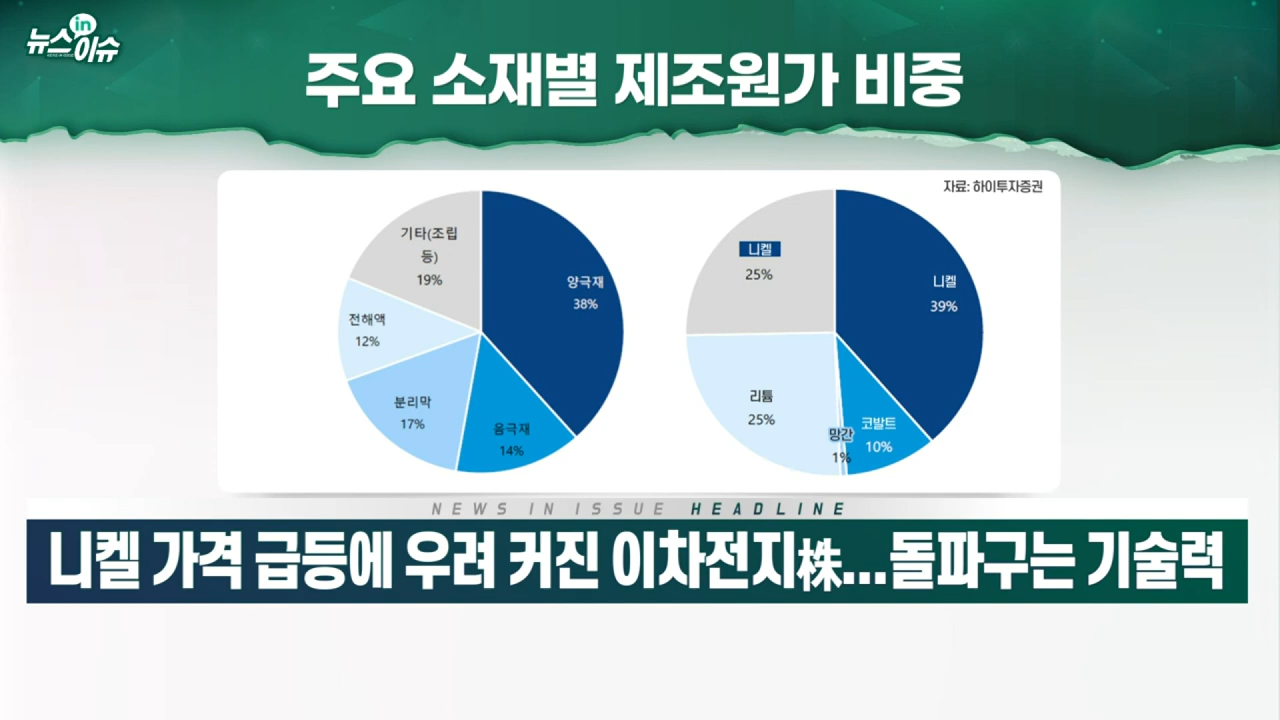 뉴스in이슈
주요 소재별 제조원가 비중
자료: 하이투자증권
기타(조립
등)
19%
양극재
38%
전해액
12%
분리막
17%
음극재
14%
니켈
25%
니켈
39%
리튬
25%
망간
1%
코발트
10%
NEWS IN ISSUE HEADLINE
니켈 가격 급등에 우려 커진 이차전지株...돌파구는 기술력